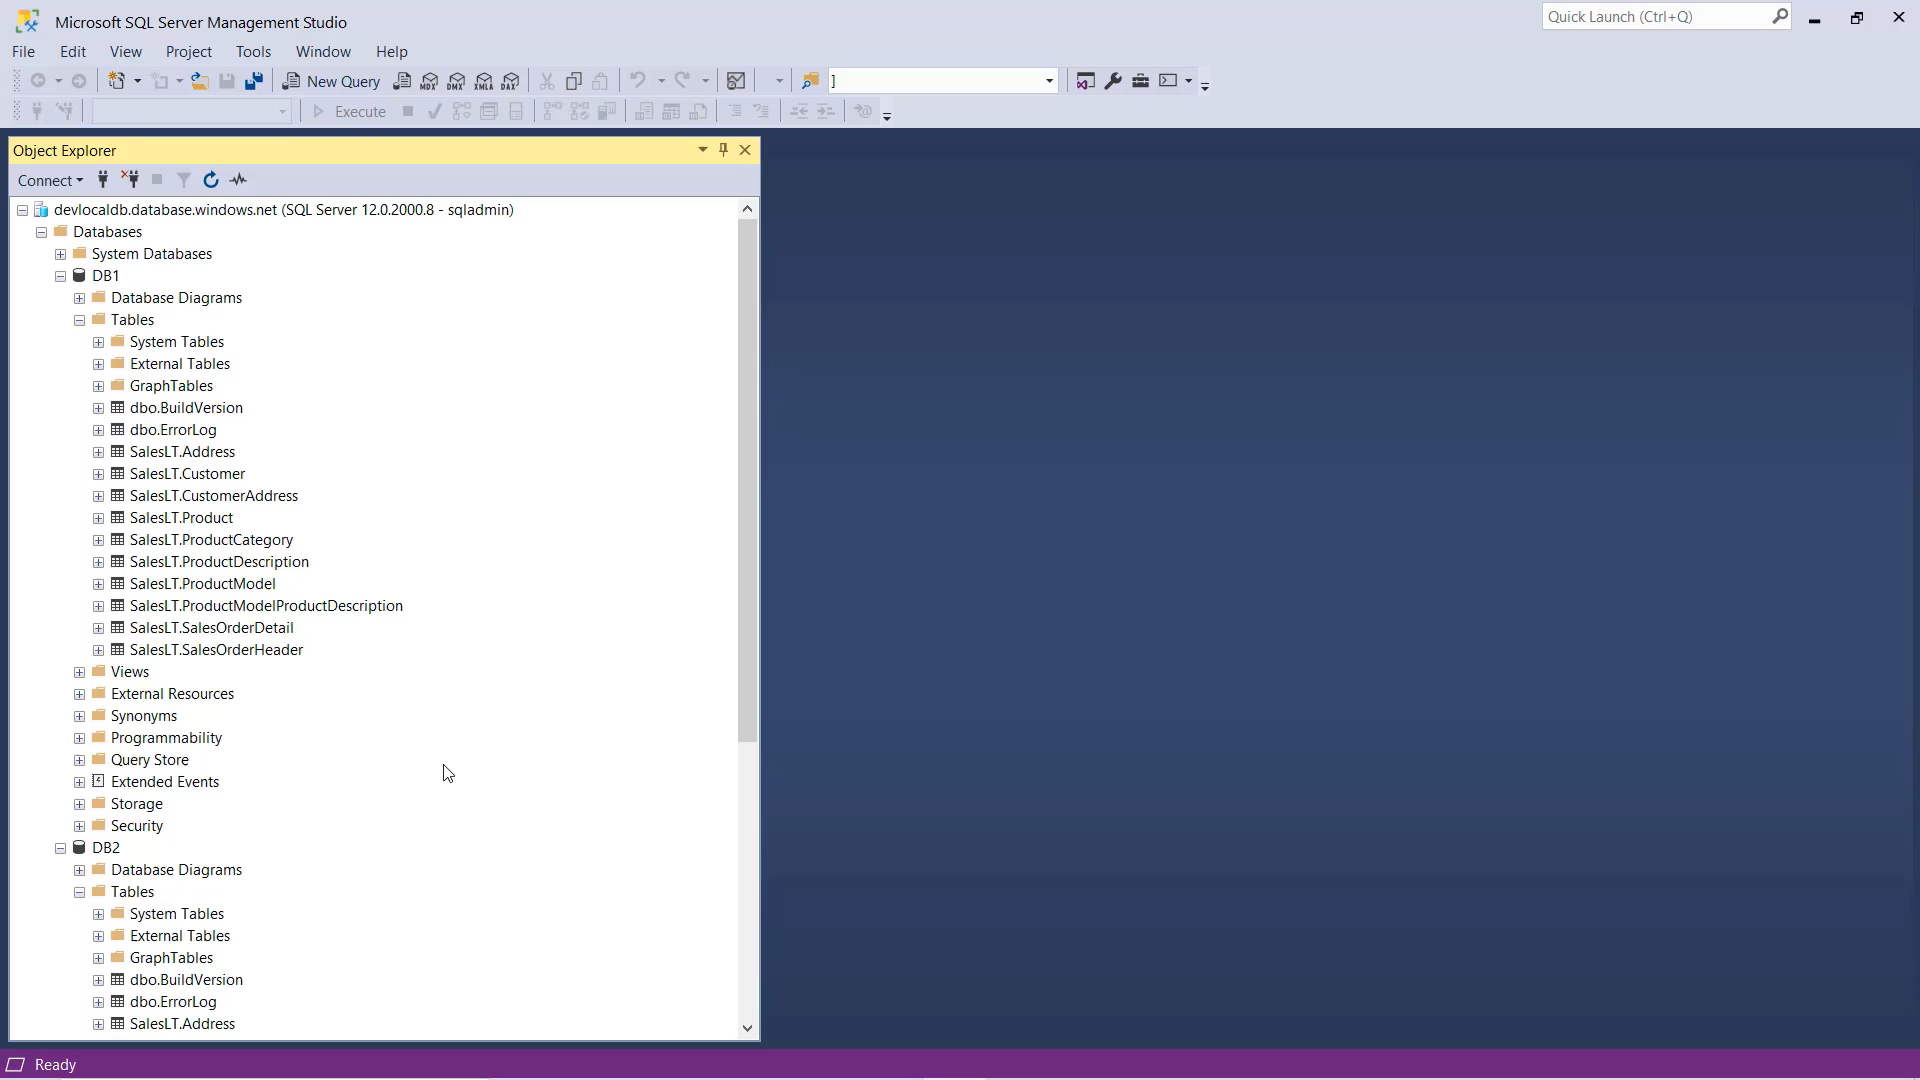 Microsoft SQL Server Management Studio
Quick Launch (Ctrl+Q)
File Edit View Project Tools Window Help
New Query MDX DMX XMLA DAX ]
Execute
Object Explorer
Connect
devlocaldb.database.windows.net (SQL Server 12.0.2000.8 - sqladmin)
Databases
System Databases
DB1
Database Diagrams
Tables
System Tables
External Tables
GraphTables
dbo.BuildVersion
dbo.ErrorLog
SalesLT.Address
SalesLT.Customer
SalesLT.CustomerAddress
SalesLT.Product
SalesLT.ProductCategory
SalesLT.ProductDescription
SalesLT.ProductModel
SalesLT.ProductModelProductDescription
SalesLT.SalesOrderDetail
SalesLT.SalesOrderHeader
Views
External Resources
Synonyms
Programmability
Query Store
Extended Events
Storage
Security
DB2
Database Diagrams
Tables
System Tables
External Tables
GraphTables
dbo.BuildVersion
dbo.ErrorLog
SalesLT.Address
Ready